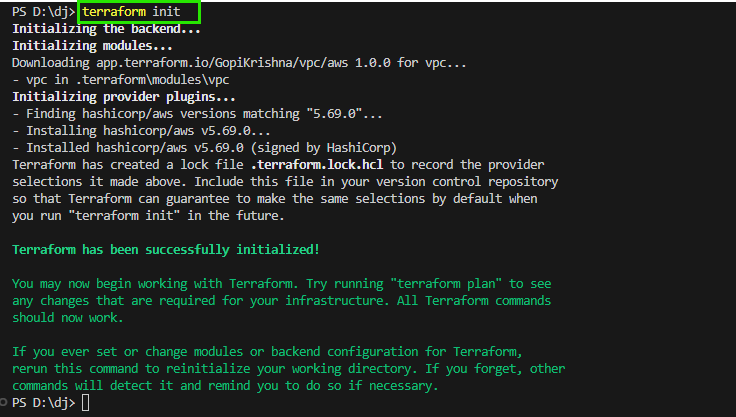 PS D:\dj> terraform init
Initializing the backend...
Initializing modules...
Downloading app.terraform.io/GopiKrishna/vpc/aws 1.0.0 for vpc...
- vpc in .terraform\modules\vpc
Initializing provider plugins...
- Finding hashicorp/aws versions matching "5.69.0"...
- Installing hashicorp/aws v5.69.0...
- Installed hashicorp/aws v5.69.0 (signed by HashiCorp)
Terraform has created a lock file .terraform.lock.hcl to record the provider
selections it made above. Include this file in your version control repository
so that Terraform can guarantee to make the same selections by default when
you run "terraform init" in the future.

Terraform has been successfully initialized!

You may now begin working with Terraform. Try running "terraform plan" to see
any changes that are required for your infrastructure. All Terraform commands
should now work.

If you ever set or change modules or backend configuration for Terraform,
rerun this command to reinitialize your working directory. If you forget, other
commands will detect it and remind you to do so if necessary.
PS D:\dj>